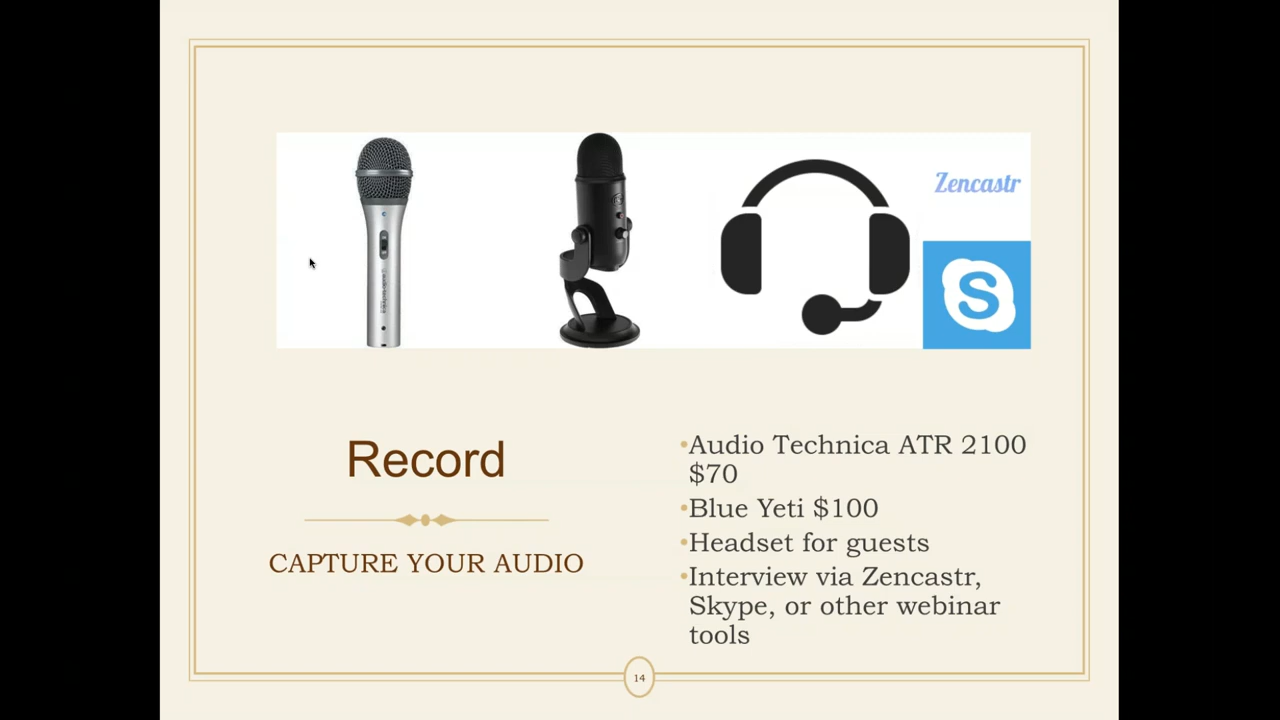 Zencastr
S
Record
CAPTURE YOUR AUDIO
•Audio Technica ATR 2100
$70
•Blue Yeti $100
•Headset for guests
•Interview via Zencastr,
Skype, or other webinar
tools
14